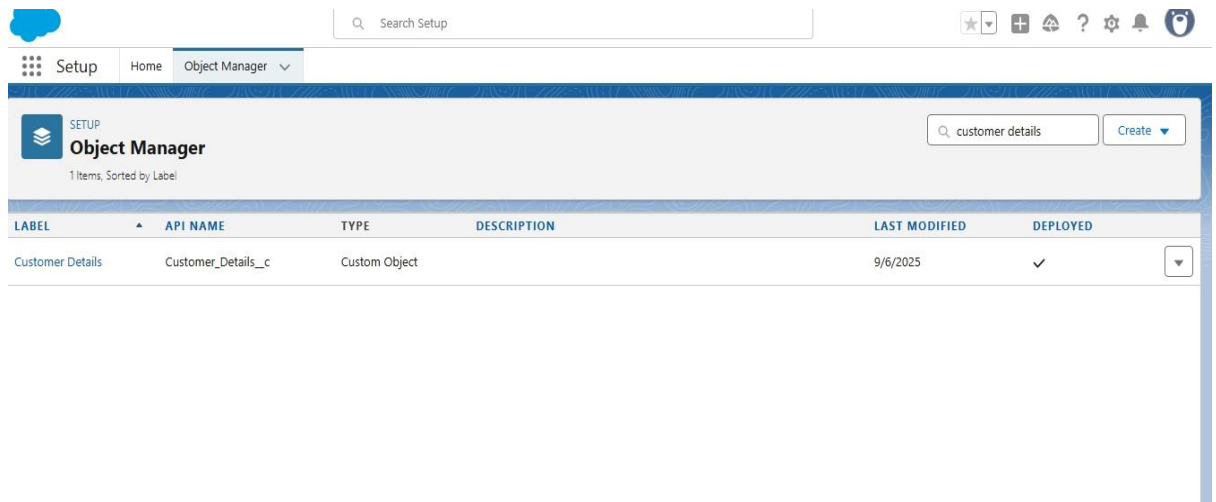 Search Setup
Setup Home Object Manager
SETUP
Object Manager
1 Items, Sorted by Label
customer details Create
LABEL API NAME TYPE DESCRIPTION LAST MODIFIED DEPLOYED
Customer Details Customer_Details__c Custom Object 9/6/2025